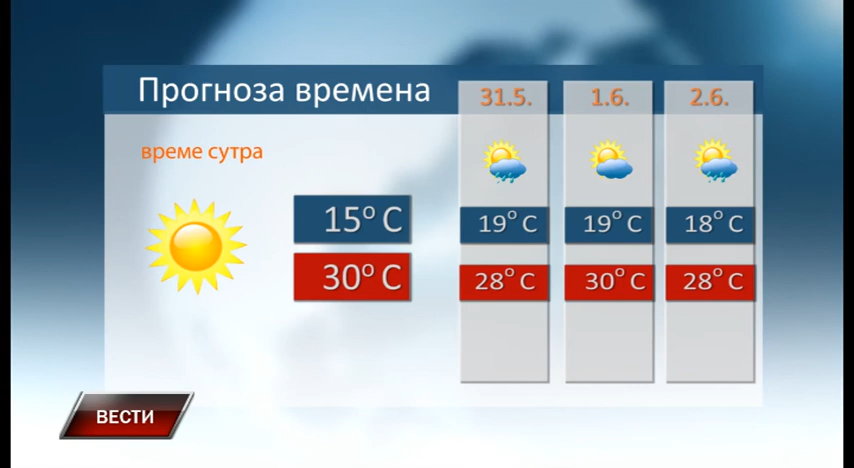 Прогноза времена
31.5.
1.6.
2.6.
време сутра
15° C
19° C
19° C
18° C
30° C
28° C
30° C
28° C
ВЕСТИ